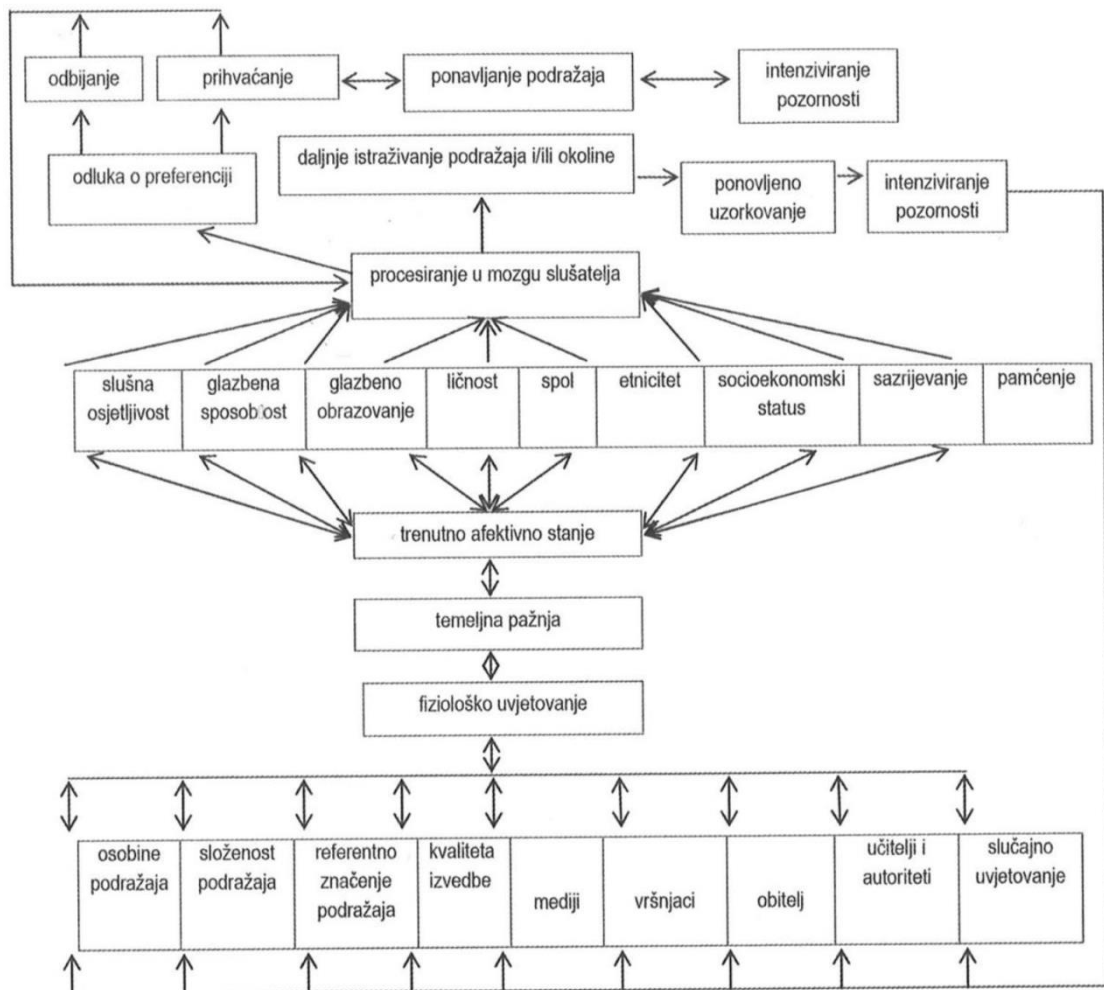 odbijanje
prihvaćanje
ponavljanje podražaja
intenziviranje
pozornosti
odluka o preferenciji
daljnje istraživanje podražaja i/ili okoline
ponovljeno
uzorkovanje
intenziviranje
pozornosti
procesiranje u mozgu slušatelja
slušna
osjetljivost
glazbena
sposobnost
glazbeno
obrazovanje
ličnost
spol
etnicitet
socioekonomski
status
sazrijevanje
pamćenje
trenutno afektivno stanje
temeljna pažnja
fiziološko uvjetovanje
osobine
podražaja
složenost
podražaja
referentno
značenje
podražaja
kvaliteta
izvedbe
mediji
vršnjaci
obitelj
učitelji i
autoriteti
slučajno
uvjetovanje